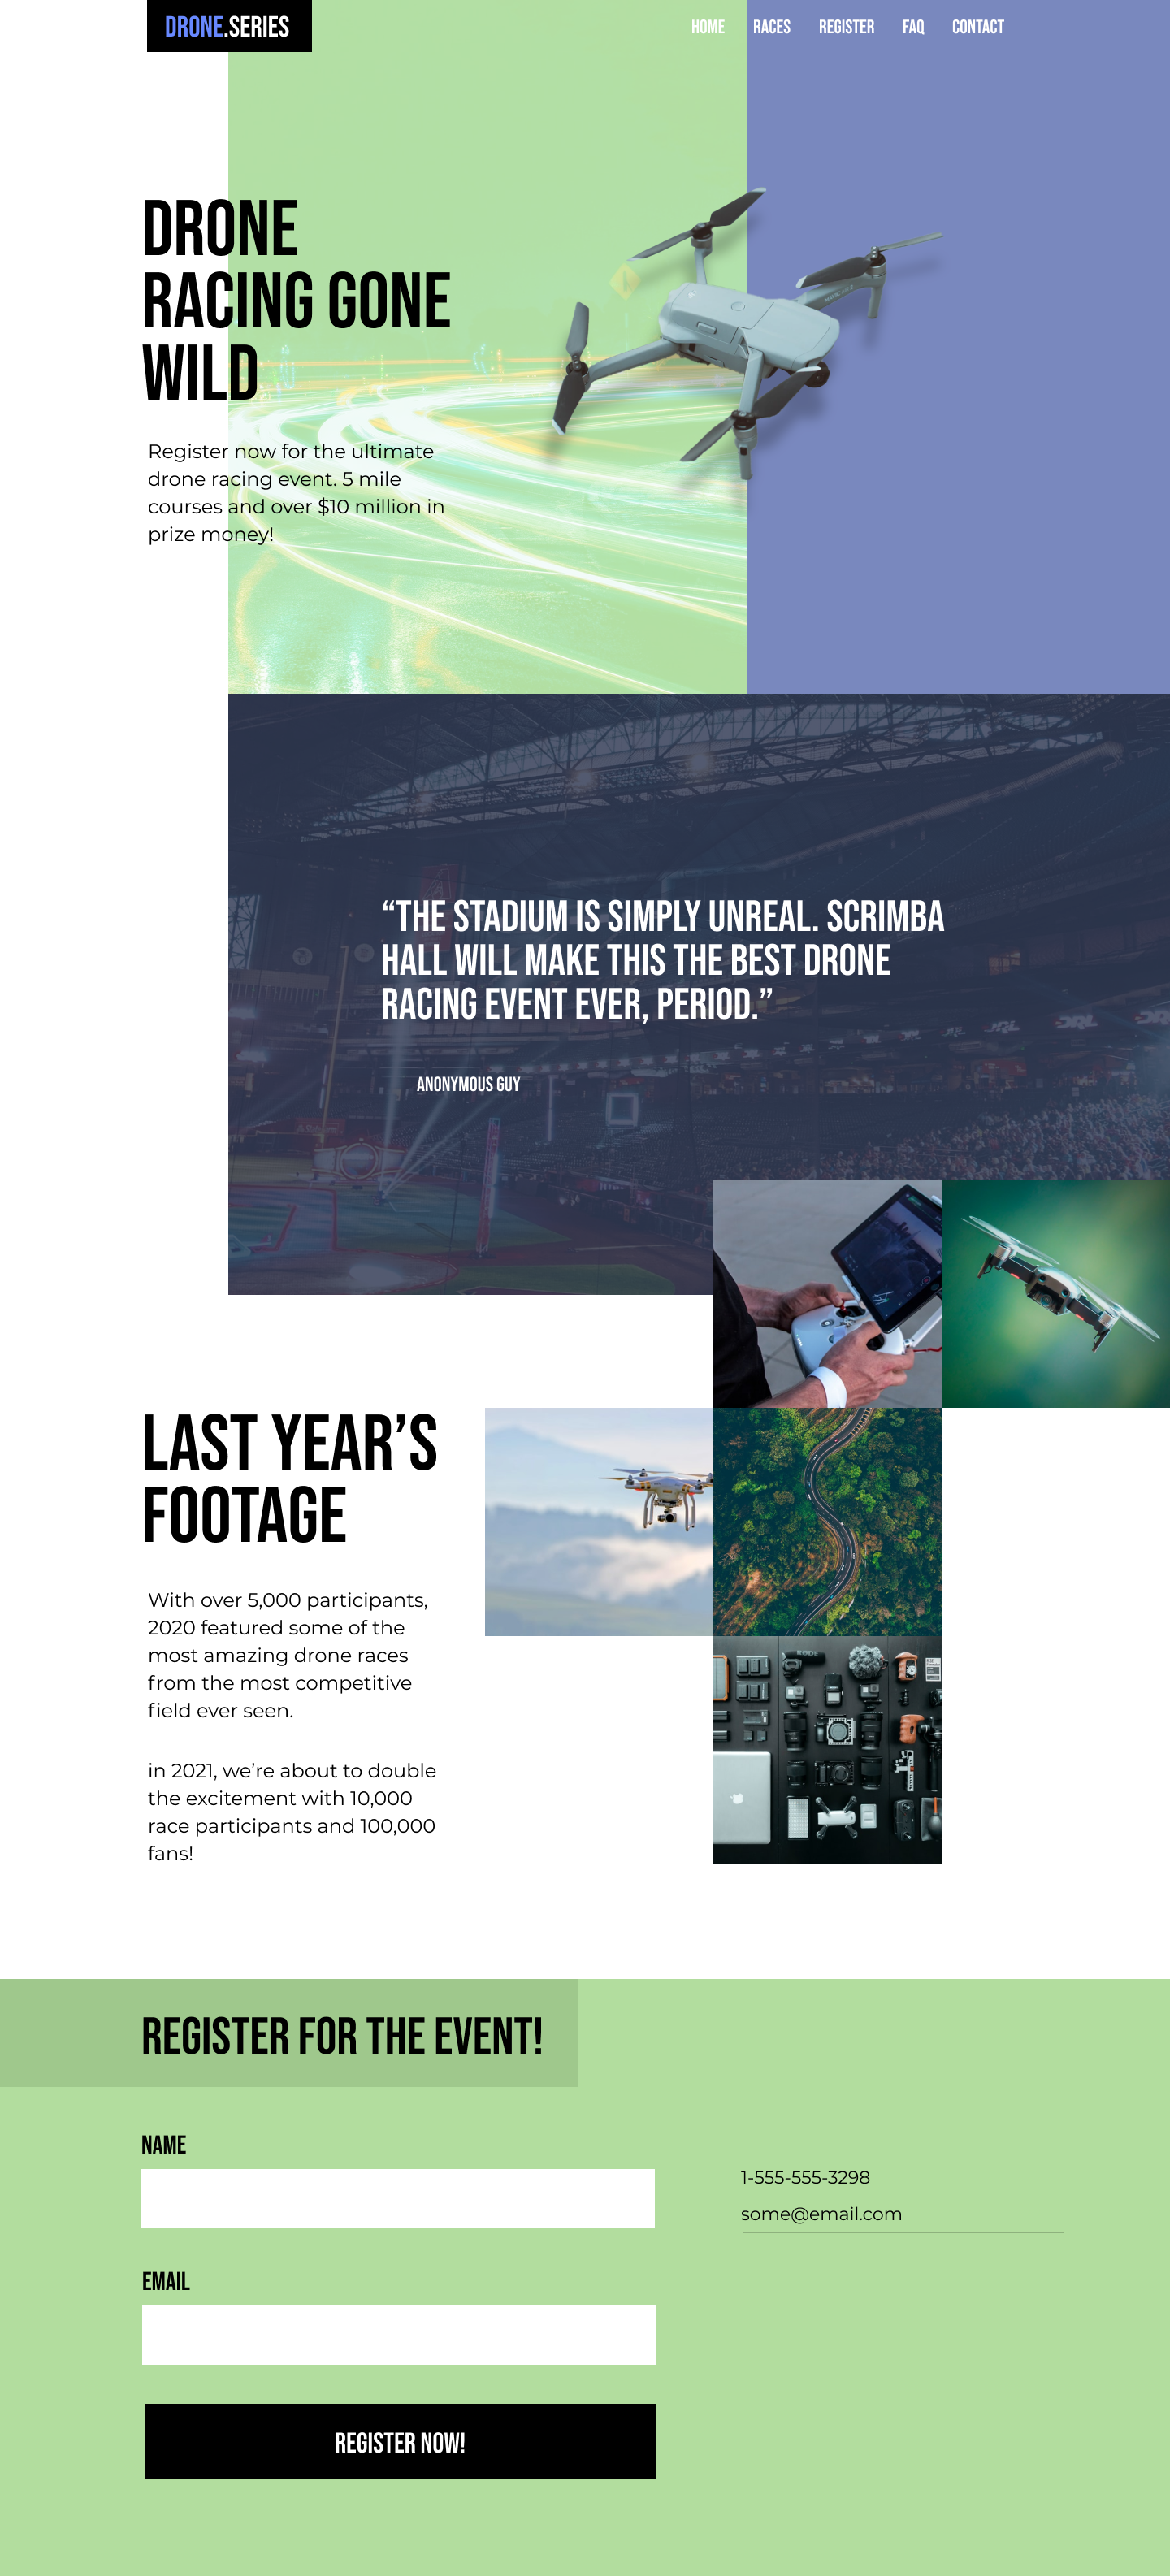 DRONE.SERIES
HOME RACES REGISTER FAQ CONTACT
DRONE
RACING GONE
WILD
Register now for the ultimate
drone racing event. 5 mile
courses and over $10 million in
prize money!
“THE STADIUM IS SIMPLY UNREAL. SCRIMBA
HALL WILL MAKE THIS THE BEST DRONE
RACING EVENT EVER, PERIOD.”
— ANONYMOUS GUY
LAST YEAR’S
FOOTAGE
With over 5,000 participants,
2020 featured some of the
most amazing drone races
from the most competitive
field ever seen.
in 2021, we’re about to double
the excitement with 10,000
race participants and 100,000
fans!
RODE
REGISTER FOR THE EVENT!
NAME
1-555-555-3298
some@email.com
EMAIL
REGISTER NOW!